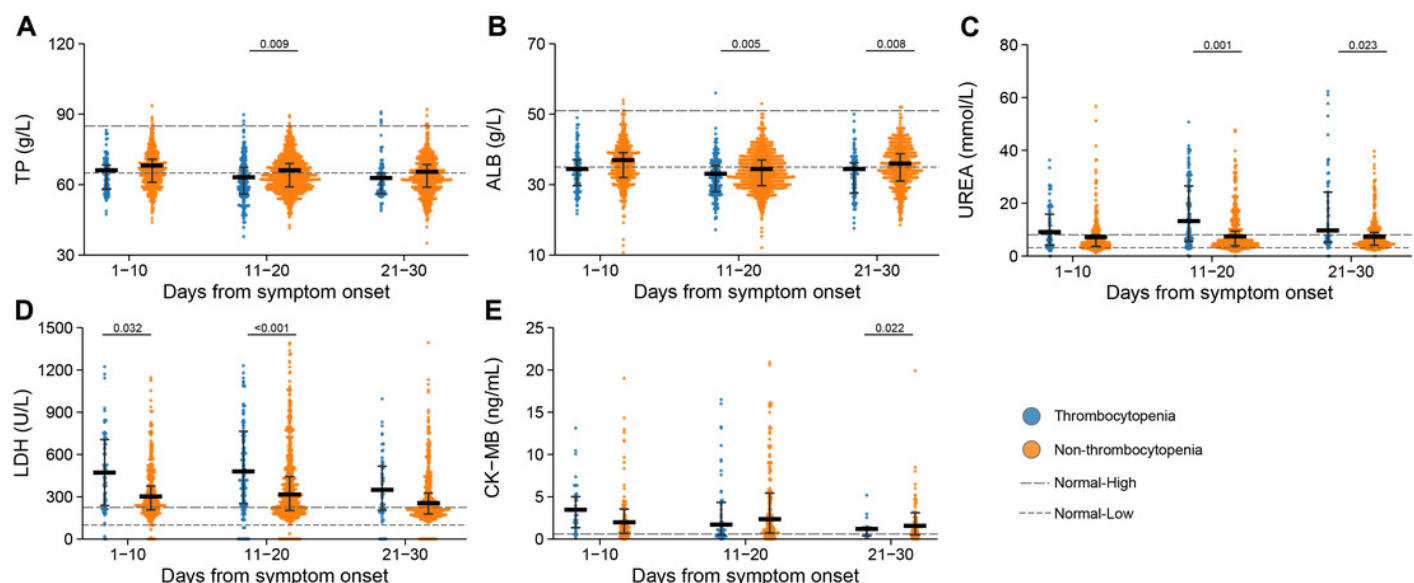 A
120
90
60
30
TP (g/L)
0.009
1−10
11−20
21−30
Days from symptom onset
B
70
50
30
10
ALB (g/L)
0.005
0.008
1−10
11−20
21−30
Days from symptom onset
C
80
60
40
20
0
UREA (mmol/L)
0.001
0.023
1−10
11−20
21−30
Days from symptom onset
D
1500
1200
900
600
300
0
LDH (U/L)
0.032
<0.001
1−10
11−20
21−30
Days from symptom onset
E
25
20
15
10
5
0
CK−MB (ng/mL)
0.022
1−10
11−20
21−30
Days from symptom onset
Thrombocytopenia
Non-thrombocytopenia
Normal-High
Normal-Low